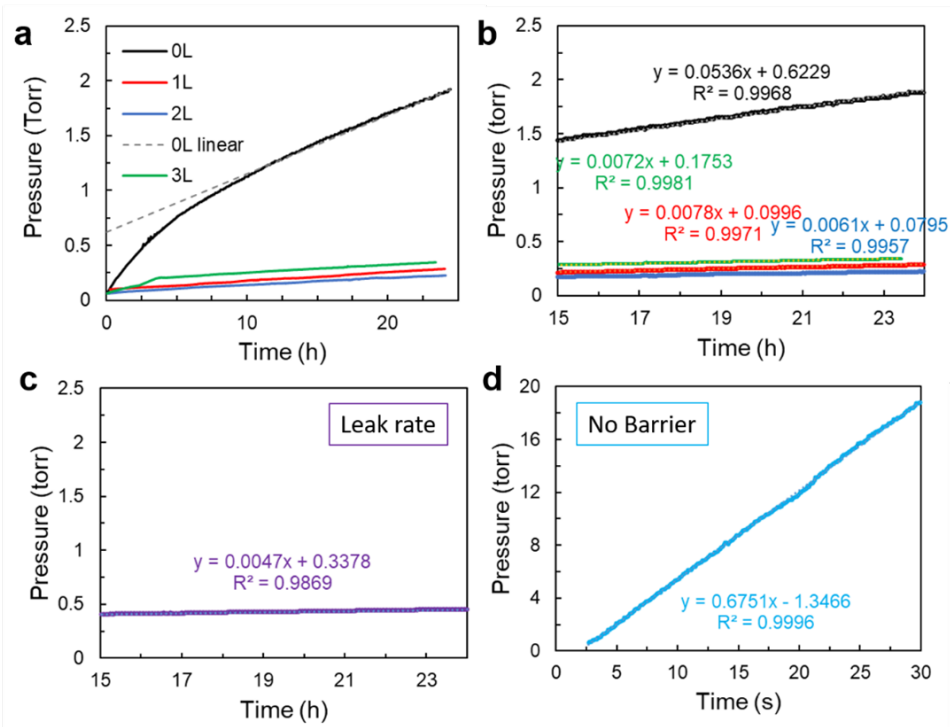 a
2.5
2
1.5
1
0.5
0
Pressure (Torr)
0L
1L
2L
0L linear
3L
0
10
20
Time (h)
b
2.5
2
1.5
1
0.5
0
Pressure (torr)
y = 0.0536x + 0.6229
R² = 0.9968
y = 0.0072x + 0.1753
R² = 0.9981
y = 0.0078x + 0.0996
R² = 0.9971
y = 0.0061x + 0.0795
R² = 0.9957
15
17
19
21
23
Time (h)
c
2.5
2
1.5
1
0.5
0
Pressure (torr)
Leak rate
y = 0.0047x + 0.3378
R² = 0.9869
15
17
19
21
23
Time (h)
d
20
16
12
8
4
0
Pressure (torr)
No Barrier
y = 0.6751x - 1.3466
R² = 0.9996
0
5
10
15
20
25
30
Time (s)